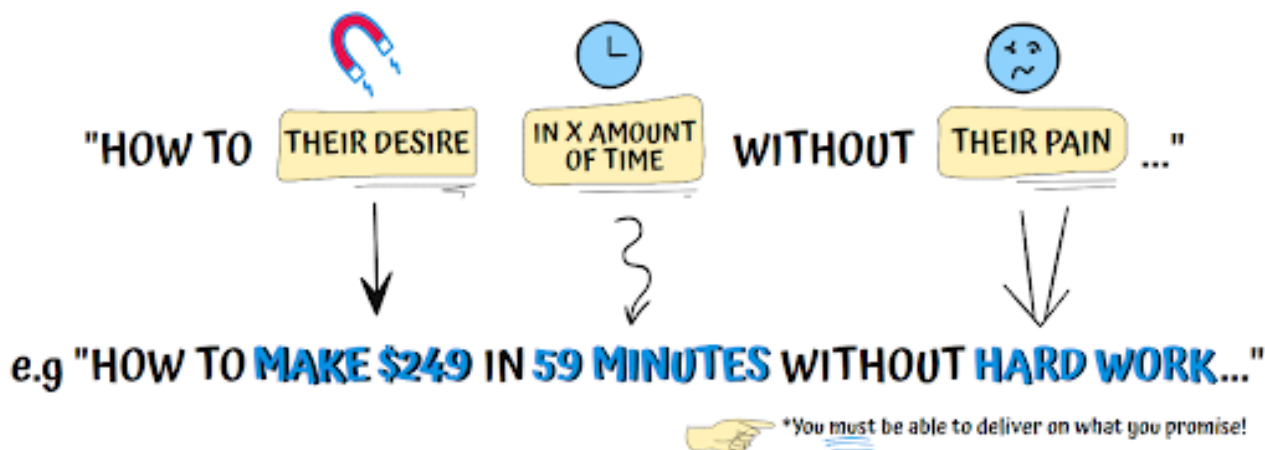 "HOW TO THEIR DESIRE IN X AMOUNT OF TIME WITHOUT THEIR PAIN ..."
e.g "HOW TO MAKE $249 IN 59 MINUTES WITHOUT HARD WORK..."
*You must be able to deliver on what you promise!